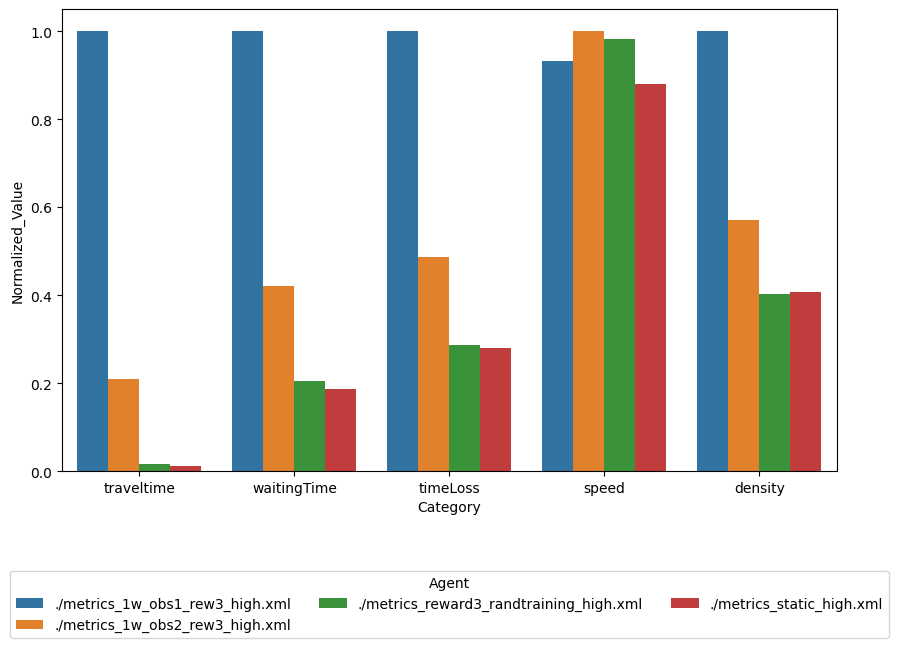 1.0
0.8
0.6
0.4
0.2
0.0
Normalized_Value
traveltime waitingTime timeLoss speed density
Category
Agent
./metrics_1w_obs1_rew3_high.xml ./metrics_reward3_randtraining_high.xml ./metrics_static_high.xml
./metrics_1w_obs2_rew3_high.xml